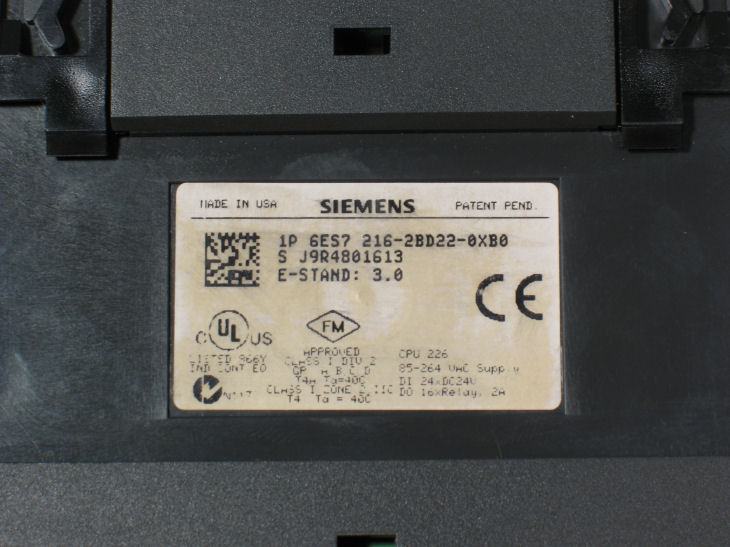 MADE IN USA SIEMENS PATENT PEND.
1P 6ES7 216-2BD22-0XB0
S J9R4801613
E-STAND: 3.0
CE
C UL US
LISTED 966Y
IND CONT EQ
FM
APPROVED
CLASS I DIV 2
GP. A B C D
T4A Ta=40C
CLASS I ZONE 2 IIC
T4 Ta = 40C
N117
CPU 226
85-264 VAC Supply
DI 24xDC24V
DO 16xRelay, 2A